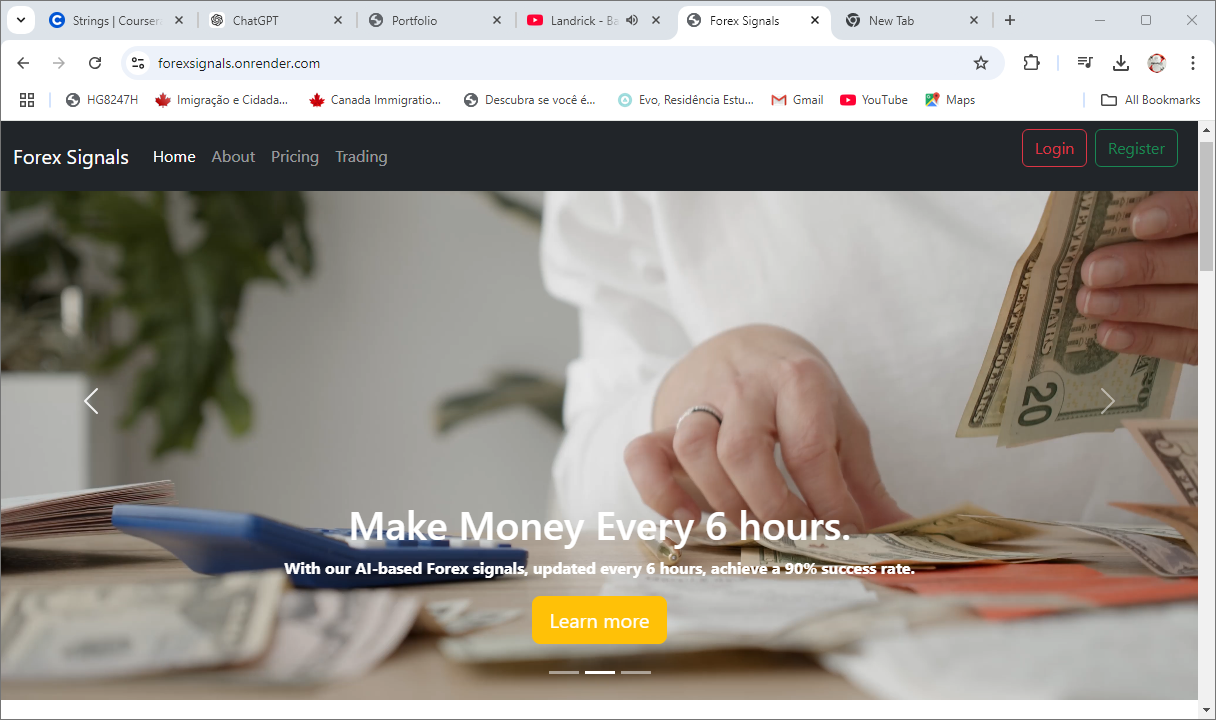 Strings | Courser
ChatGPT
Portfolio
Landrick - Ba
Forex Signals
New Tab
forexsignals.onrender.com
HG8247H
Imigração e Cidada...
Canada Immigratio...
Descubra se você é...
Evo, Residência Estu...
Gmail
YouTube
Maps
All Bookmarks
Forex Signals
Home
About
Pricing
Trading
Login
Register
20
Make Money Every 6 hours.
With our AI-based Forex signals, updated every 6 hours, achieve a 90% success rate.
Learn more